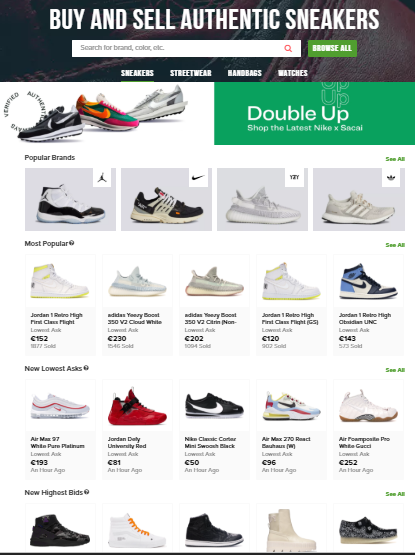 BUY AND SELL AUTHENTIC SNEAKERS
Search for brand, color, etc.
BROWSE ALL
SNEAKERS STREETWEAR HANDBAGS WATCHES
VERIFIED AUTHENTIC
Up
Up
Double Up
Shop the Latest Nike x Sacai
Popular Brands
See All
YZY
Most Popular
See All
Jordan 1 Retro High
First Class Flight
Lowest Ask
€152
1877 Sold
adidas Yeezy Boost
350 V2 Cloud White
Lowest Ask
€230
1546 Sold
adidas Yeezy Boost
350 V2 Citrin (Non-
Lowest Ask
€202
1094 Sold
Jordan 1 Retro High
First Class Flight (GS)
Lowest Ask
€120
902 Sold
Jordan 1 Retro High
Obsidian UNC
Lowest Ask
€143
573 Sold
New Lowest Asks
See All
Air Max 97
White Pure Platinum
Lowest Ask
€193
An Hour Ago
Jordan Defy
University Red
Lowest Ask
€81
An Hour Ago
Nike Classic Cortez
Mini Swoosh Black
Lowest Ask
€50
An Hour Ago
Air Max 270 React
Bauhaus (W)
Lowest Ask
€96
An Hour Ago
Air Foamposite Pro
White Gucci
Lowest Ask
€252
An Hour Ago
New Highest Bids
See All